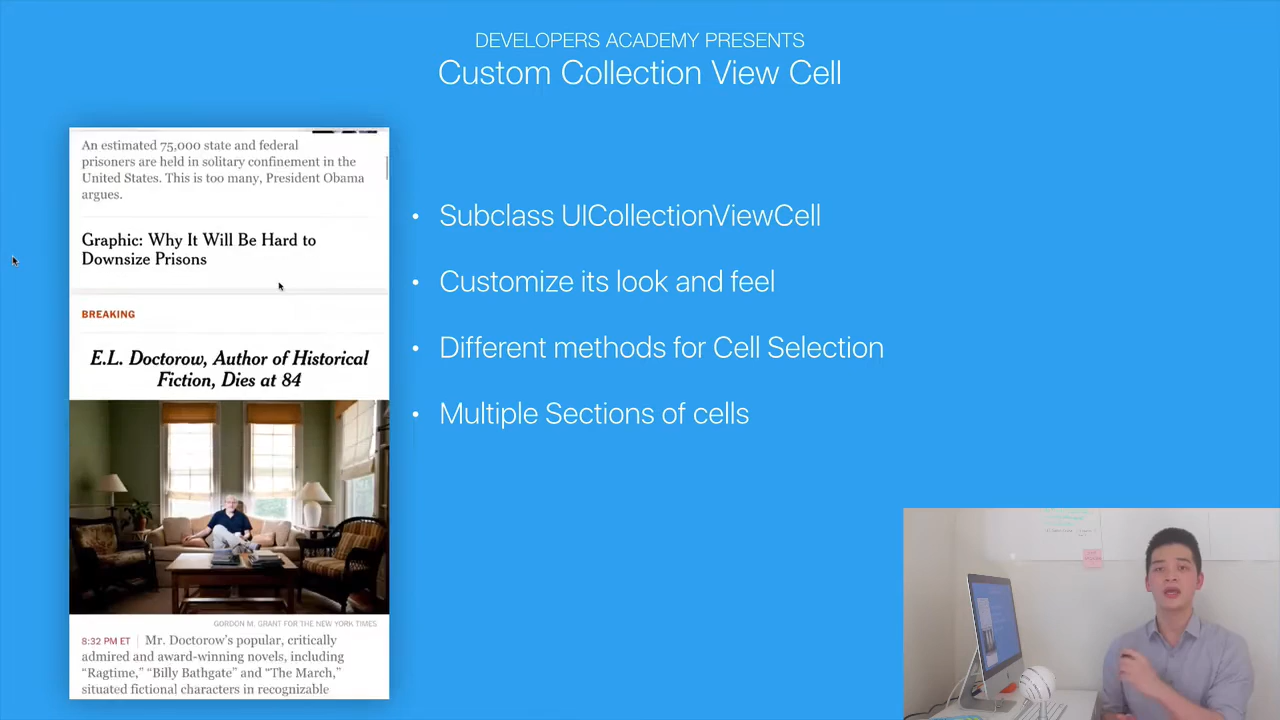 DEVELOPERS ACADEMY PRESENTS
Custom Collection View Cell
An estimated 75,000 state and federal
prisoners are held in solitary confinement in the
United States. This is too many, President Obama
argues.
Graphic: Why It Will Be Hard to
Downsize Prisons
BREAKING
E.L. Doctorow, Author of Historical
Fiction, Dies at 84
GORDON M. GRANT FOR THE NEW YORK TIMES
8:32 PM ET | Mr. Doctorow's popular, critically
admired and award-winning novels, including
“Ragtime,” “Billy Bathgate” and “The March,”
situated fictional characters in recognizable
• Subclass UICollectionViewCell
• Customize its look and feel
• Different methods for Cell Selection
• Multiple Sections of cells